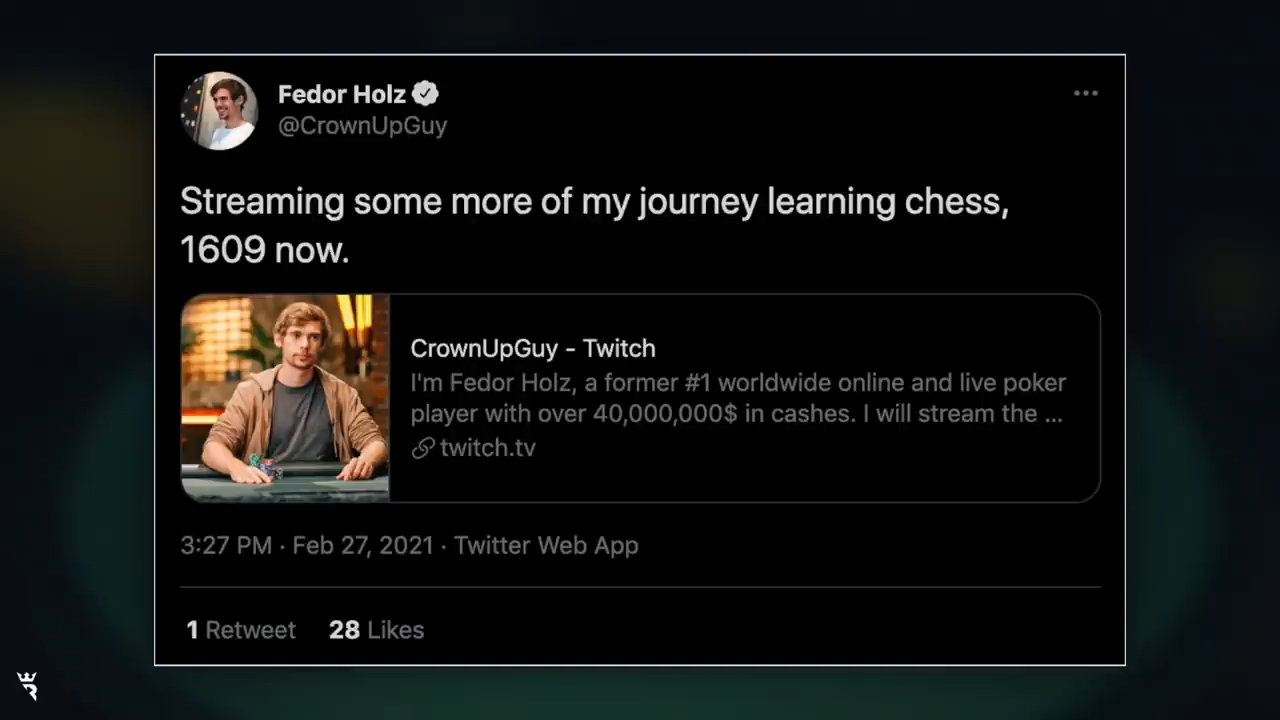 Fedor Holz
@CrownUpGuy
Streaming some more of my journey learning chess,
1609 now.
CrownUpGuy - Twitch
I'm Fedor Holz, a former #1 worldwide online and live poker
player with over 40,000,000$ in cashes. I will stream the ...
twitch.tv
3:27 PM · Feb 27, 2021 · Twitter Web App
1 Retweet 28 Likes